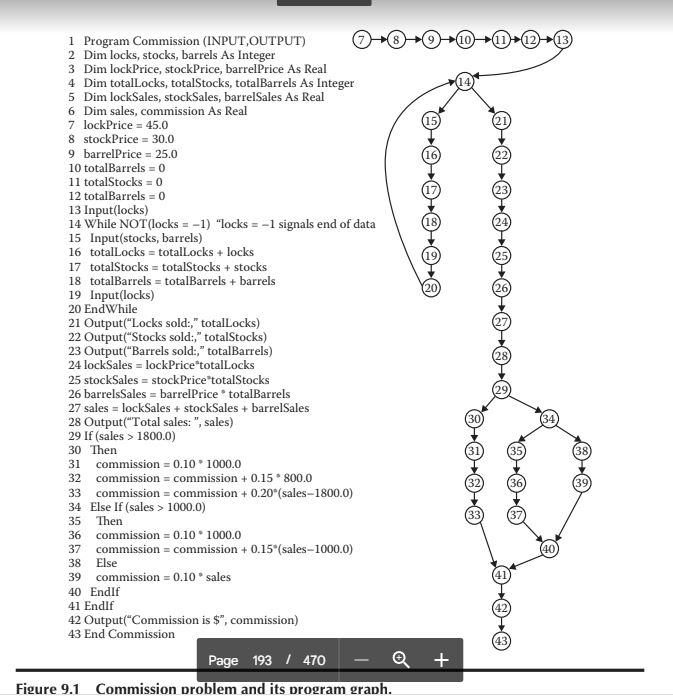 1 Program Commission (INPUT,OUTPUT)
2 Dim locks, stocks, barrels As Integer
3 Dim lockPrice, stockPrice, barrelPrice As Real
4 Dim totalLocks, totalStocks, totalBarrels As Integer
5 Dim lockSales, stockSales, barrelSales As Real
6 Dim sales, commission As Real
7 lockPrice = 45.0
8 stockPrice = 30.0
9 barrelPrice = 25.0
10 totalBarrels = 0
11 totalStocks = 0
12 totalBarrels = 0
13 Input(locks)
14 While NOT(locks = −1) “locks = −1 signals end of data
15 Input(stocks, barrels)
16 totalLocks = totalLocks + locks
17 totalStocks = totalStocks + stocks
18 totalBarrels = totalBarrels + barrels
19 Input(locks)
20 EndWhile
21 Output(“Locks sold:,” totalLocks)
22 Output(“Stocks sold:,” totalStocks)
23 Output(“Barrels sold:,” totalBarrels)
24 lockSales = lockPrice*totalLocks
25 stockSales = stockPrice*totalStocks
26 barrelsSales = barrelPrice * totalBarrels
27 sales = lockSales + stockSales + barrelSales
28 Output(“Total sales: ”, sales)
29 If (sales > 1800.0)
30 Then
31 commission = 0.10 * 1000.0
32 commission = commission + 0.15 * 800.0
33 commission = commission + 0.20*(sales−1800.0)
34 Else If (sales > 1000.0)
35 Then
36 commission = 0.10 * 1000.0
37 commission = commission + 0.15*(sales−1000.0)
38 Else
39 commission = 0.10 * sales
40 EndIf
41 EndIf
42 Output(“Commission is $”, commission)
43 End Commission
7 8 9 10 11 12 13
14
15 21
16 22
17 23
18 24
19 25
20 26
27
28
29
30 34
31 35 38
32 36 39
33 37
40
41
42
43
Page 193 / 470 − +
Figure 9.1 Commission problem and its program graph.